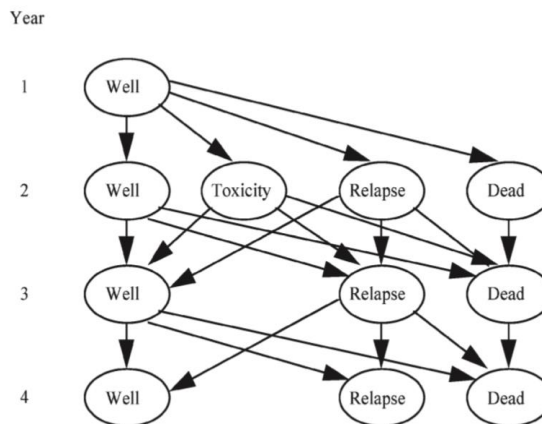 Year
1 Well
2 Well Toxicity Relapse Dead
3 Well Relapse Dead
4 Well Relapse Dead